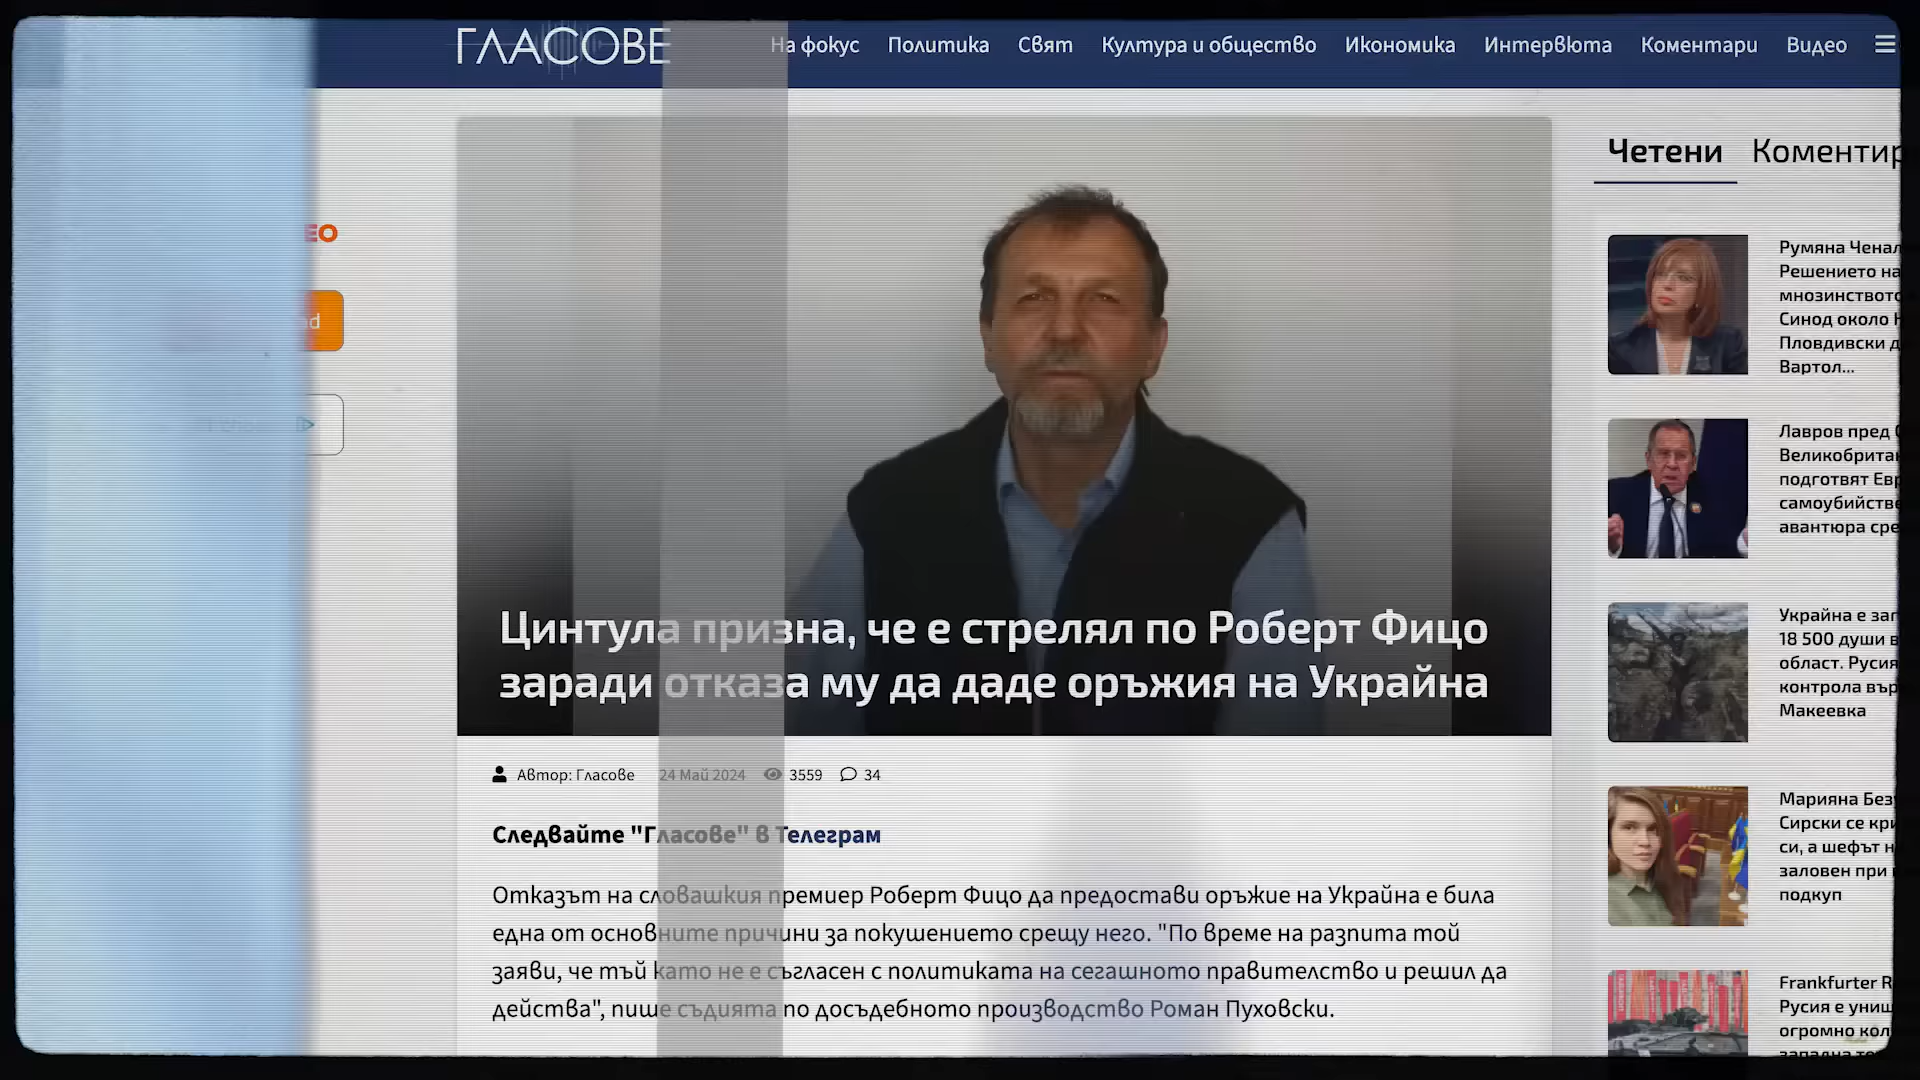 ГЛАСОВЕ
На фокус Политика Свят Култура и общество Икономика Интервюта Коментари Видео
Цинтула призна, че е стрелял по Роберт Фицо
заради отказа му да даде оръжия на Украйна
Автор: Гласове 24 Май 2024 3559 34
Следвайте "Гласове" в Телеграм
Отказът на словашкия премиер Роберт Фицо да предостави оръжие на Украйна е била
една от основните причини за покушението срещу него. "По време на разпита той
заяви, че тъй като не е съгласен с политиката на сегашното правителство и решил да
действа", пише съдията по досъдебното производство Роман Пуховски.
Четени
Румяна
Решението на
Синод около
Пловдивски
Вартол...
Лавров пред
подготвят
авантюра
Украйна е
18 500 души
област.
контрола
Макеевка
Марияна
Сирски се
си, а шефът
заловен при
подкуп
Frankfurter
Русия е
огромно